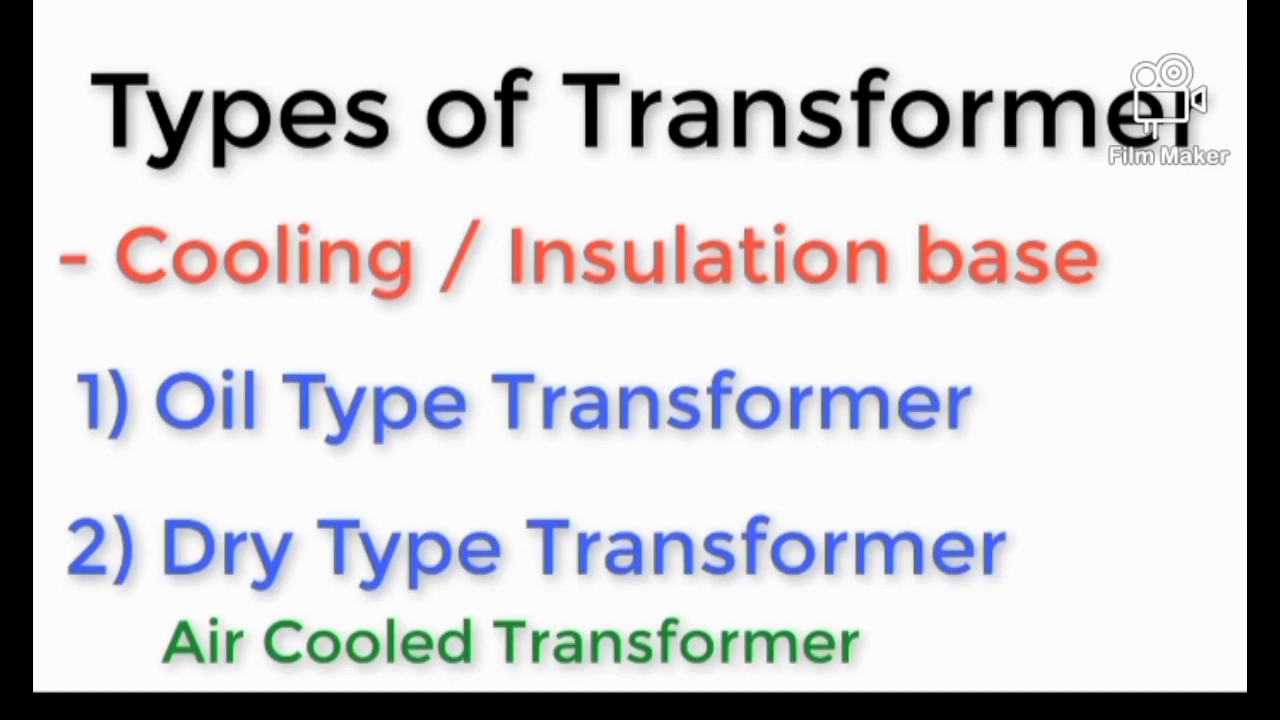 Types of Transformer
Film Maker
- Cooling / Insulation base
1) Oil Type Transformer
2) Dry Type Transformer
Air Cooled Transformer